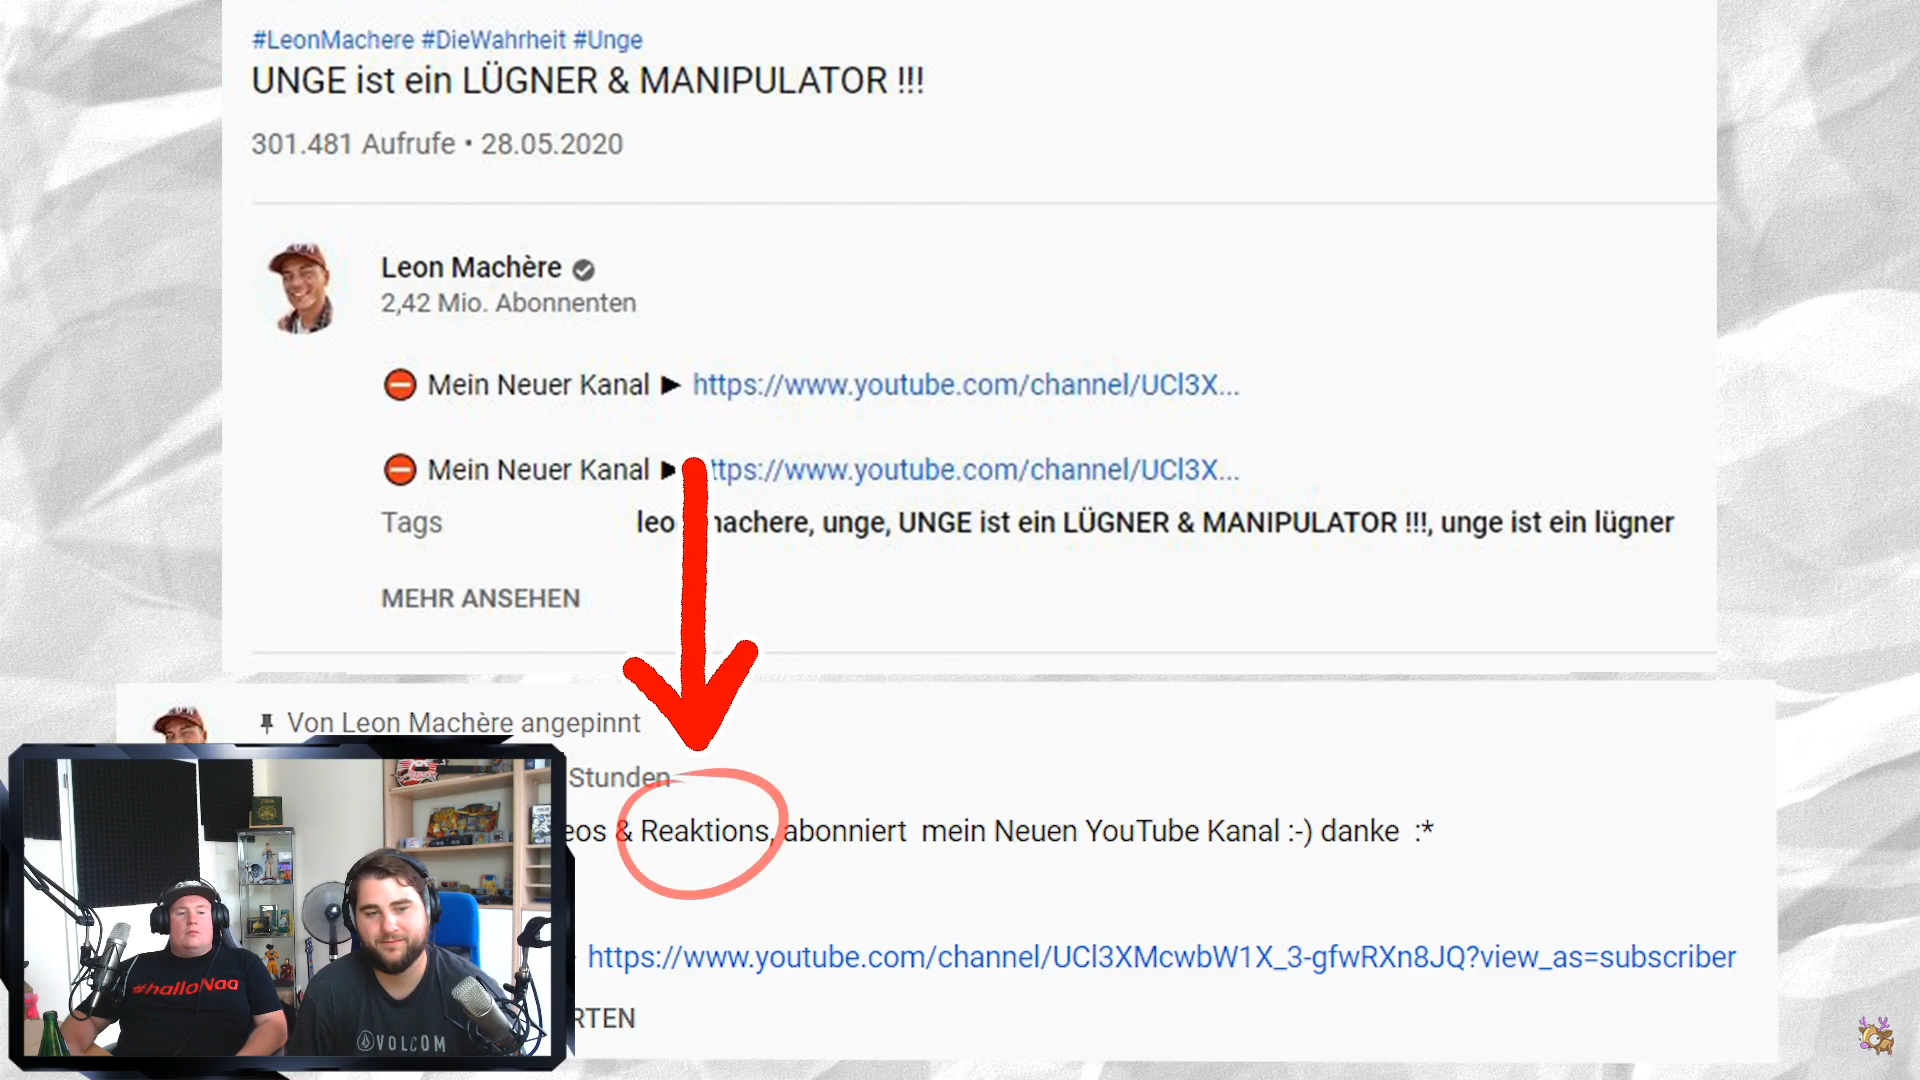 #LeonMachere #DieWahrheit #Unge
UNGE ist ein LÜGNER & MANIPULATOR !!!
301.481 Aufrufe • 28.05.2020
Leon Machère
2,42 Mio. Abonnenten
Mein Neuer Kanal ► https://www.youtube.com/channel/UCl3X...
Mein Neuer Kanal ► ttps://www.youtube.com/channel/UCl3X...
Tags leo machere, unge, UNGE ist ein LÜGNER & MANIPULATOR !!!, unge ist ein lügner
MEHR ANSEHEN
Von Leon Machère angepinnt
Stunden
eos & Reaktions, abonniert mein Neuen YouTube Kanal :-) danke :*
https://www.youtube.com/channel/UCl3XMcwbW1X_3-gfwRXn8JQ?view_as=subscriber
RTEN
#halloNaa
VOLCOM